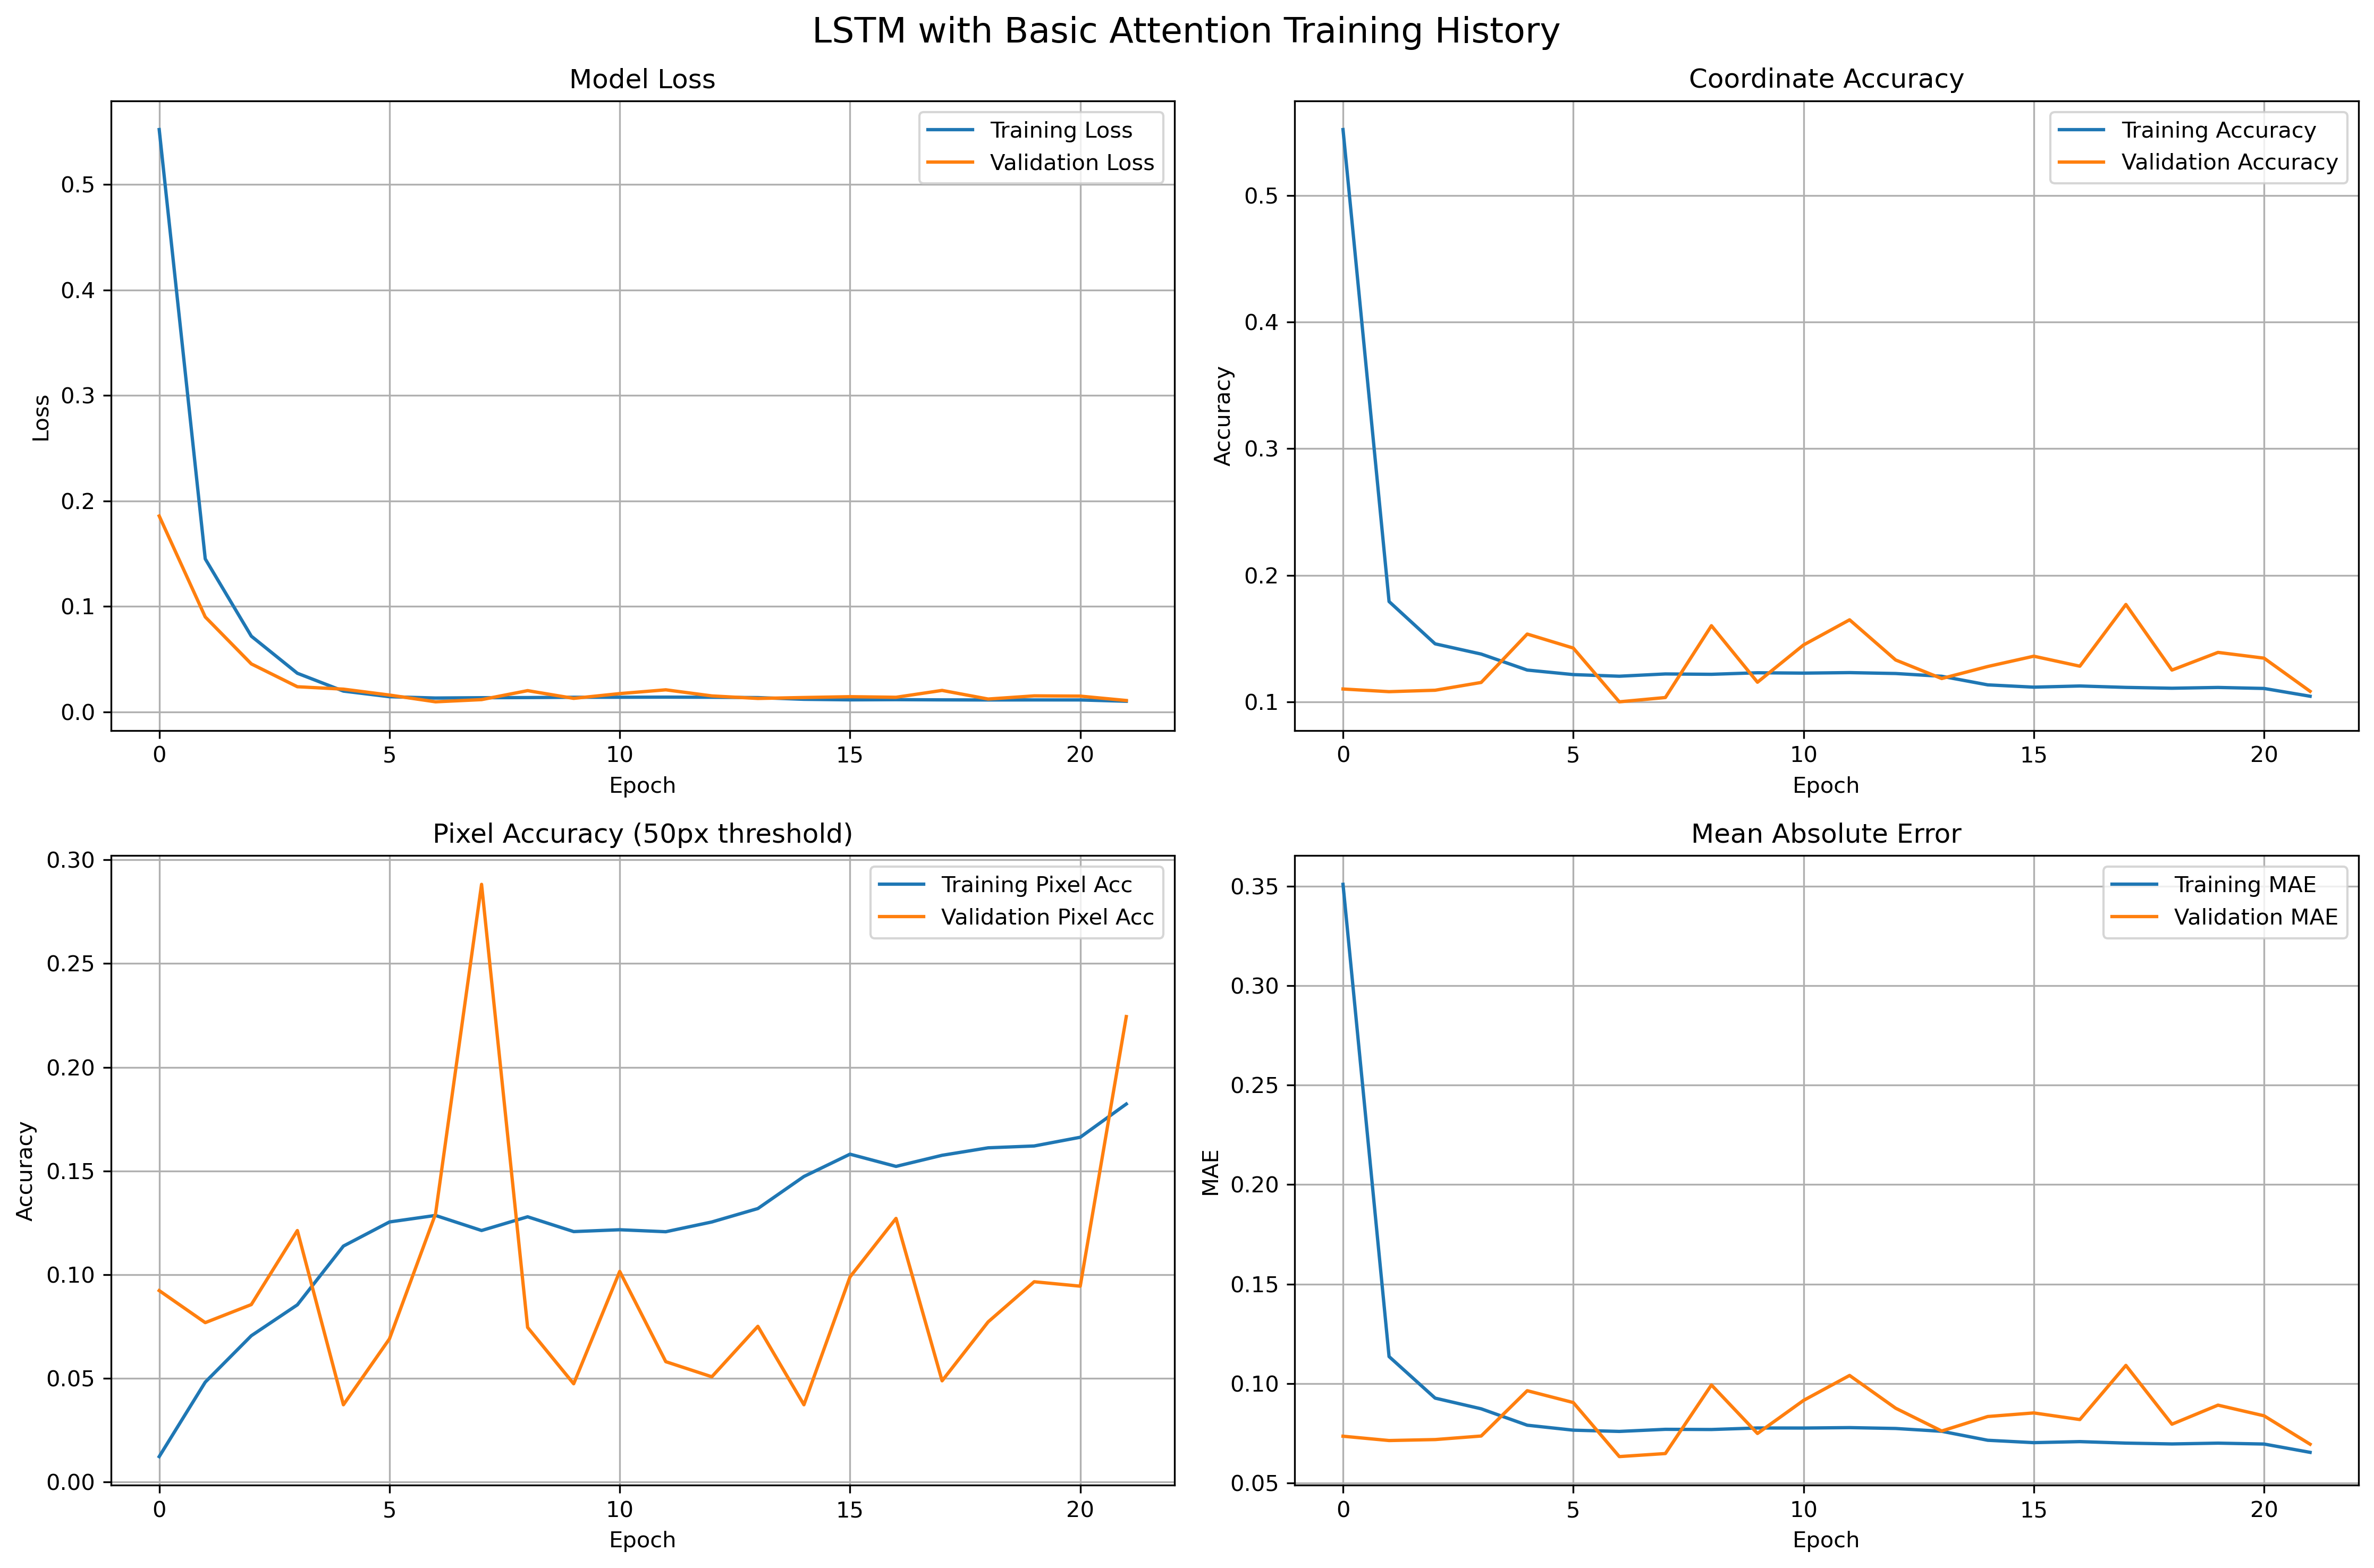 LSTM with Basic Attention Training History
Model Loss
Training Loss
Validation Loss
Loss
0.5
0.4
0.3
0.2
0.1
0.0
0 5 10 15 20
Epoch
Coordinate Accuracy
Training Accuracy
Validation Accuracy
Accuracy
0.5
0.4
0.3
0.2
0.1
0 5 10 15 20
Epoch
Pixel Accuracy (50px threshold)
Training Pixel Acc
Validation Pixel Acc
Accuracy
0.30
0.25
0.20
0.15
0.10
0.05
0.00
0 5 10 15 20
Epoch
Mean Absolute Error
Training MAE
Validation MAE
MAE
0.35
0.30
0.25
0.20
0.15
0.10
0.05
0 5 10 15 20
Epoch